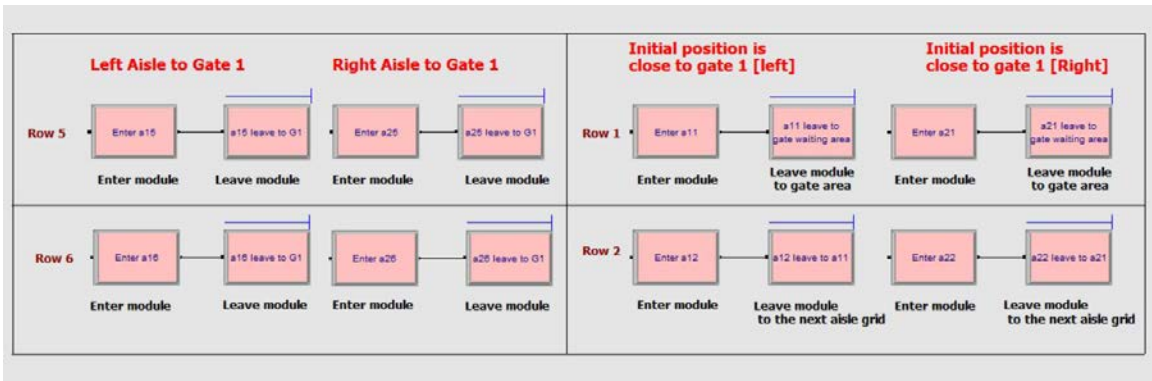 Left Aisle to Gate 1
Right Aisle to Gate 1
Row 5
Enter a15
a15 leave to G1
Enter a25
a25 leave to G1
Enter module
Leave module
Enter module
Leave module
Row 6
Enter a16
a16 leave to G1
Enter a26
a26 leave to G1
Enter module
Leave module
Enter module
Leave module
Initial position is
close to gate 1 [left]
Initial position is
close to gate 1 [Right]
Row 1
Enter a11
a11 leave to
gate waiting area
Enter a21
a21 leave to
gate waiting area
Enter module
Leave module
to gate area
Enter module
Leave module
to gate area
Row 2
Enter a12
a12 leave to a11
Enter a22
a22 leave to a21
Enter module
Leave module
to the next aisle grid
Enter module
Leave module
to the next aisle grid